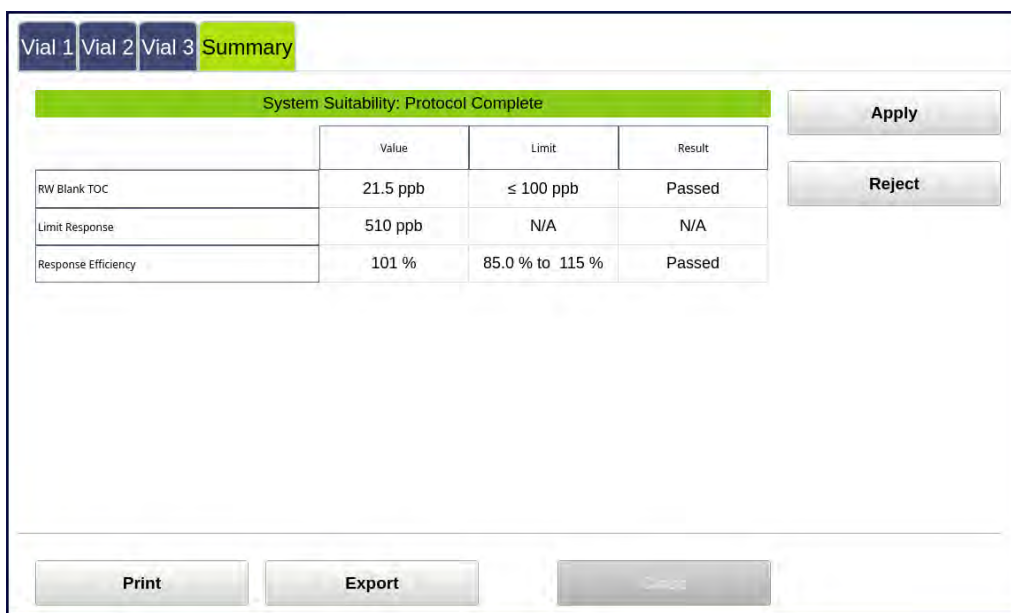 Vial 1 Vial 2 Vial 3 Summary
System Suitability: Protocol Complete
Apply
Value Limit Result
RW Blank TOC 21.5 ppb ≤ 100 ppb Passed
Reject
Limit Response 510 ppb N/A N/A
Response Efficiency 101 % 85.0 % to 115 % Passed
Print Export